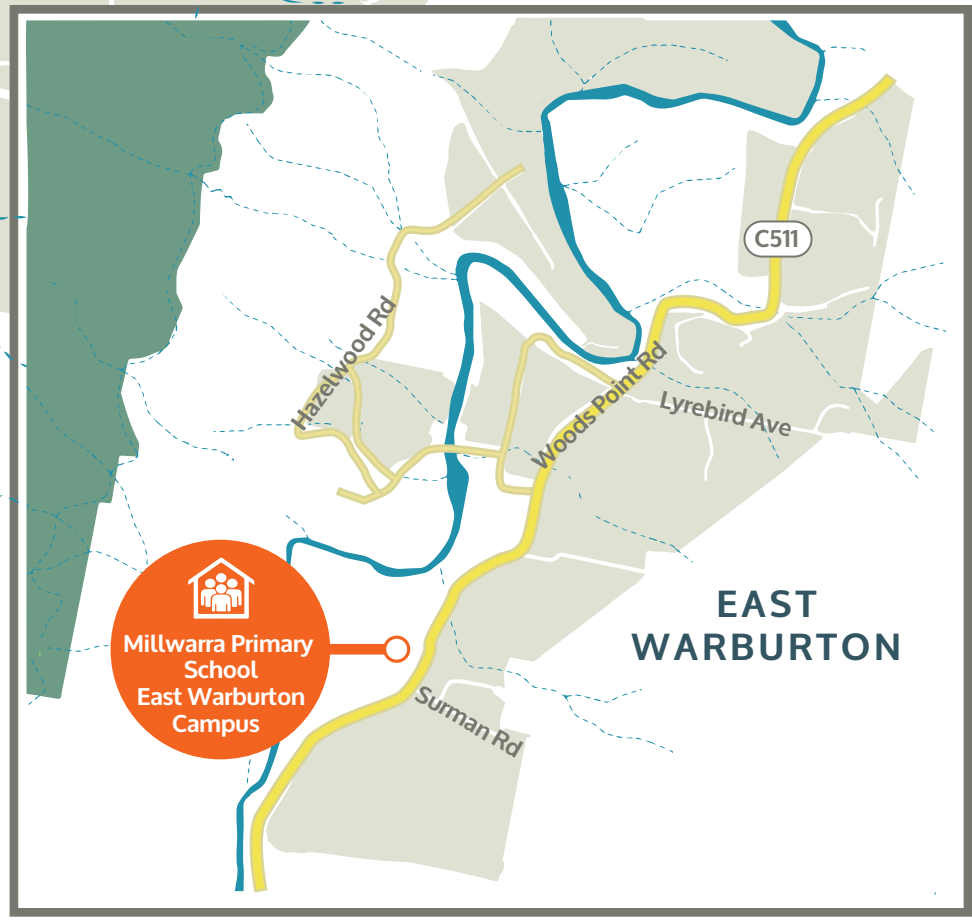 C511
Hazelwood Rd
Woods Point Rd
Lyrebird Ave
EAST
WARBURTON
Millwarra Primary
School
East Warburton
Campus
Surman Rd